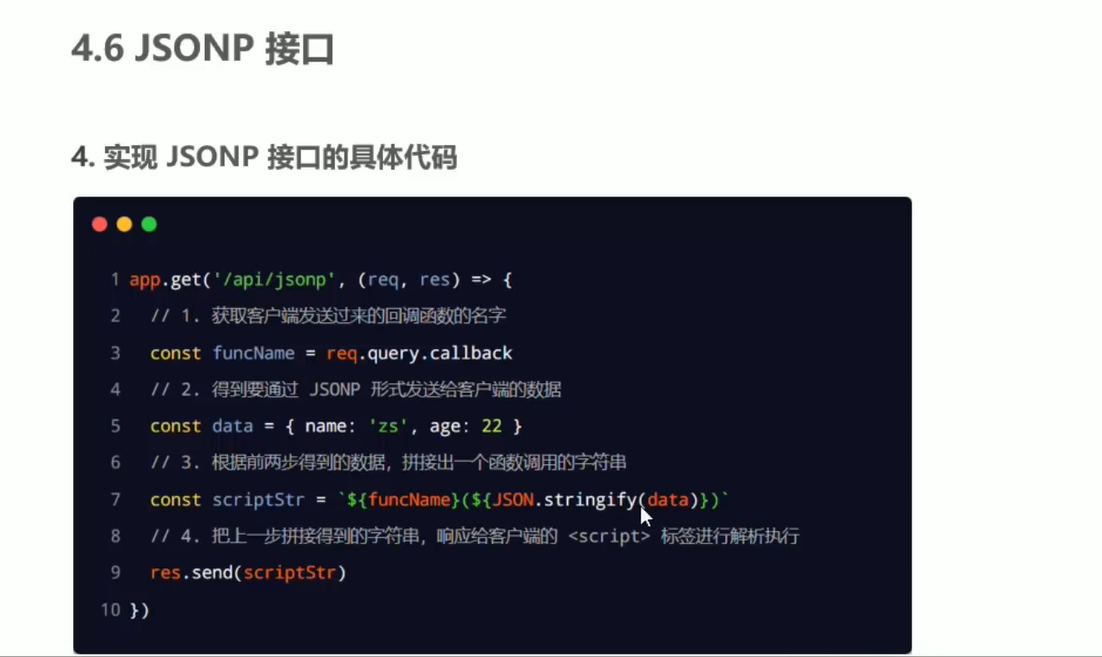 4.6 JSONP 接口
4. 实现 JSONP 接口的具体代码
1 app.get('/api/jsonp', (req, res) => {
2 // 1. 获取客户端发送过来的回调函数的名字
3 const funcName = req.query.callback
4 // 2. 得到要通过 JSONP 形式发送给客户端的数据
5 const data = { name: 'zs', age: 22 }
6 // 3. 根据前两步得到的数据，拼接出一个函数调用的字符串
7 const scriptStr = `${funcName}(${JSON.stringify(data)})`
8 // 4. 把上一步拼接得到的字符串，响应给客户端的 <script> 标签进行解析执行
9 res.send(scriptStr)
10 })